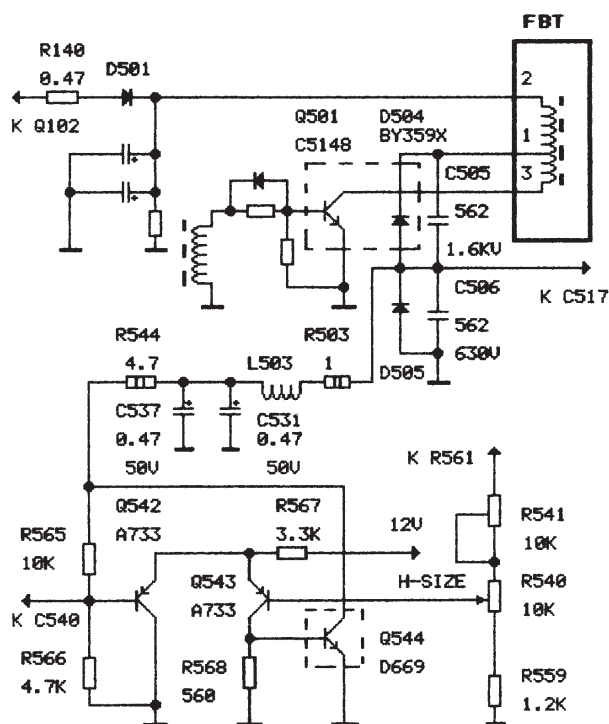 FBT
R140
0.47
D501
2
K Q102
Q501
C5148
D504
BY359X
1
3
C505
562
1.6KV
C506
K C517
562
630V
R544
4.7
L503
R503
1
D505
C537
0.47
50V
C531
0.47
50V
K R561
Q542
A733
R567
3.3K
12V
R541
10K
R565
10K
Q543
A733
H-SIZE
R540
10K
K C540
Q544
D669
R566
4.7K
R568
560
R559
1.2K
+
+
+
+